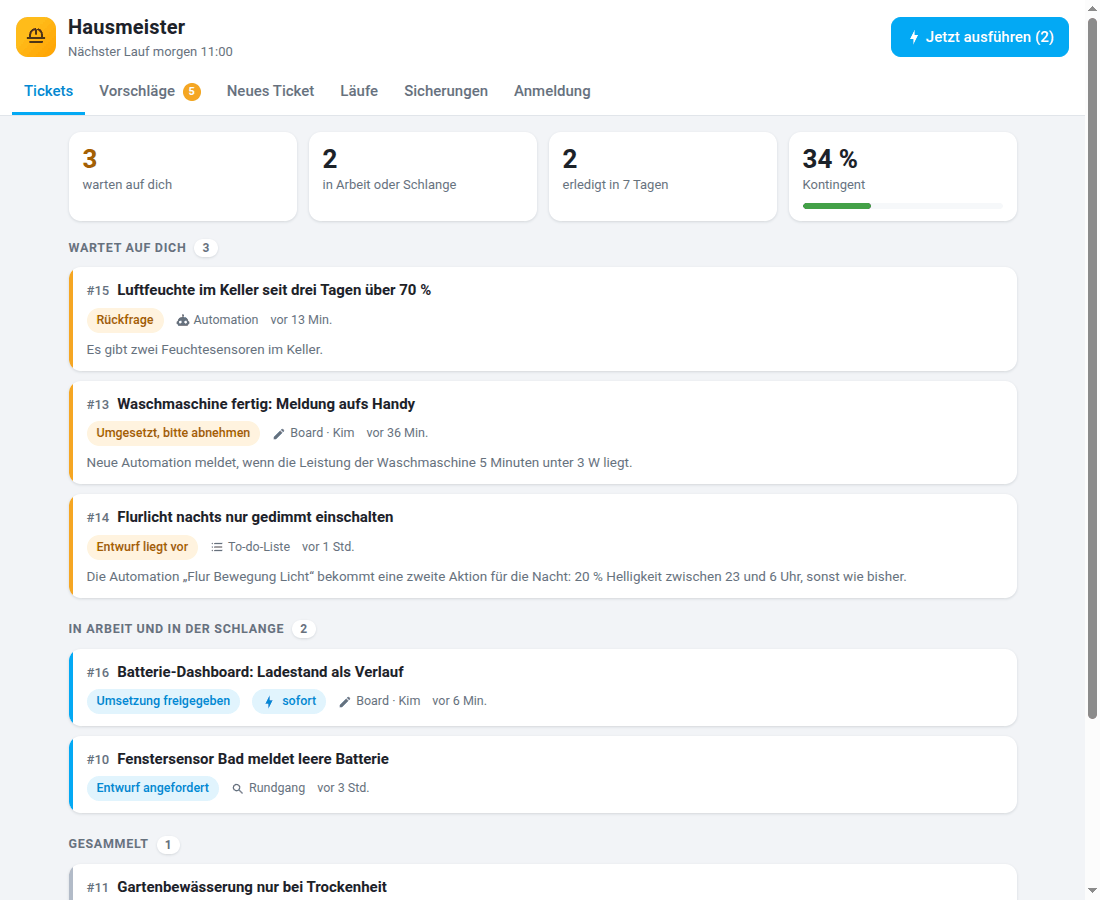 Hausmeister
Nächster Lauf morgen 11:00
Jetzt ausführen (2)
Tickets Vorschläge 5 Neues Ticket Läufe Sicherungen Anmeldung
3
warten auf dich
2
in Arbeit oder Schlange
2
erledigt in 7 Tagen
34 %
Kontingent
WARTET AUF DICH 3
#15 Luftfeuchte im Keller seit drei Tagen über 70 %
Rückfrage Automation vor 13 Min.
Es gibt zwei Feuchtesensoren im Keller.
#13 Waschmaschine fertig: Meldung aufs Handy
Umgesetzt, bitte abnehmen Board · Kim vor 36 Min.
Neue Automation meldet, wenn die Leistung der Waschmaschine 5 Minuten unter 3 W liegt.
#14 Flurlicht nachts nur gedimmt einschalten
Entwurf liegt vor To-do-Liste vor 1 Std.
Die Automation „Flur Bewegung Licht“ bekommt eine zweite Aktion für die Nacht: 20 % Helligkeit zwischen 23 und 6 Uhr, sonst wie bisher.
IN ARBEIT UND IN DER SCHLANGE 2
#16 Batterie-Dashboard: Ladestand als Verlauf
Umsetzung freigegeben sofort Board · Kim vor 6 Min.
#10 Fenstersensor Bad meldet leere Batterie
Entwurf angefordert Rundgang vor 3 Std.
GESAMMELT 1
#11 Gartenbewässerung nur bei Trockenheit